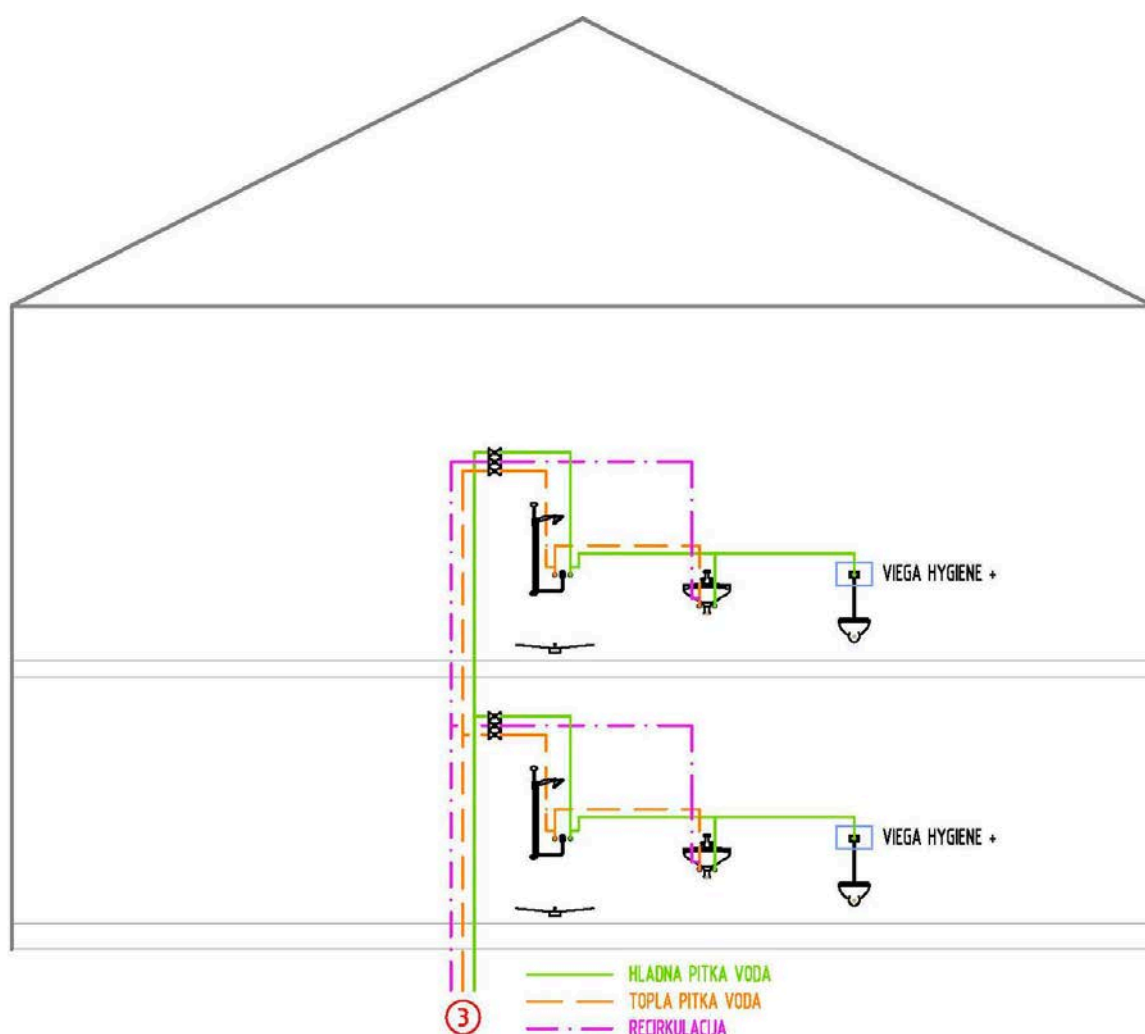 VIEGA HYGIENE +
VIEGA HYGIENE +
HLADNA PITKA VODA
TOPLA PITKA VODA
3
RECIRKULACIJA